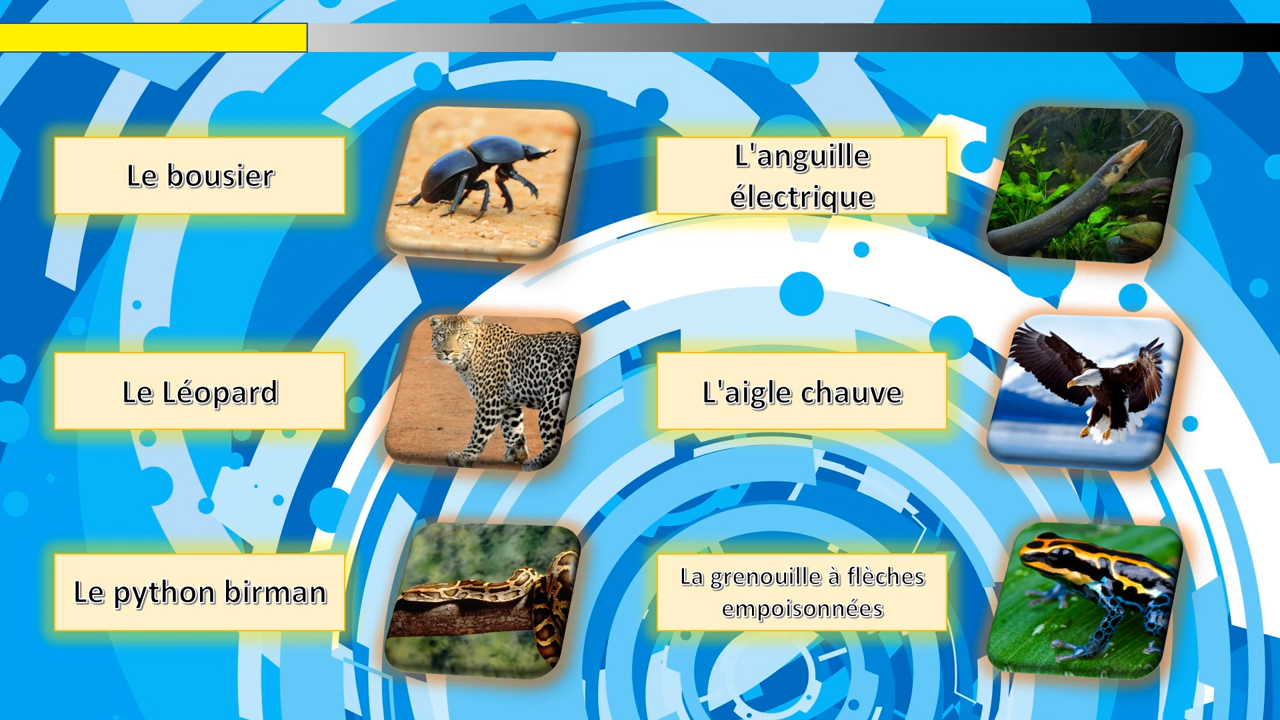 Le bousier
L'anguille
électrique
Le Léopard
L'aigle chauve
Le python birman
La grenouille à flèches
empoisonnées